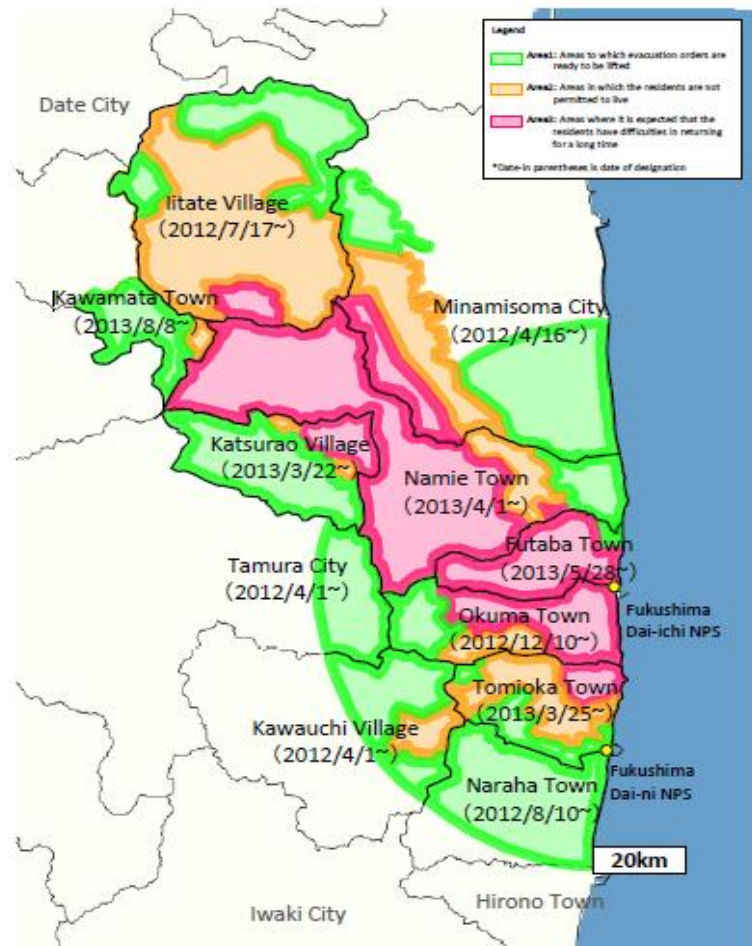 Legend
Area1: Areas to which evacuation orders are
ready to be lifted
Area2: Areas in which the residents are not
permitted to live
Area3: Areas where it is expected that the
residents have difficulties in returning
for a long time
*Date-in parentheses is date of designation
Date City
Iitate Village
(2012/7/17~)
Kawamata Town
(2013/8/8~)
Minamisoma City
(2012/4/16~)
Katsurao Village
(2013/3/22~)
Namie Town
(2013/4/1~)
Futaba Town
(2013/5/28~)
Tamura City
(2012/4/1~)
Okuma Town
(2012/12/10~)
Fukushima
Dai-ichi NPS
Tomioka Town
(2013/3/25~)
Kawauchi Village
(2012/4/1~)
Fukushima
Dai-ni NPS
Naraha Town
(2012/8/10~)
20km
Hirono Town
Iwaki City